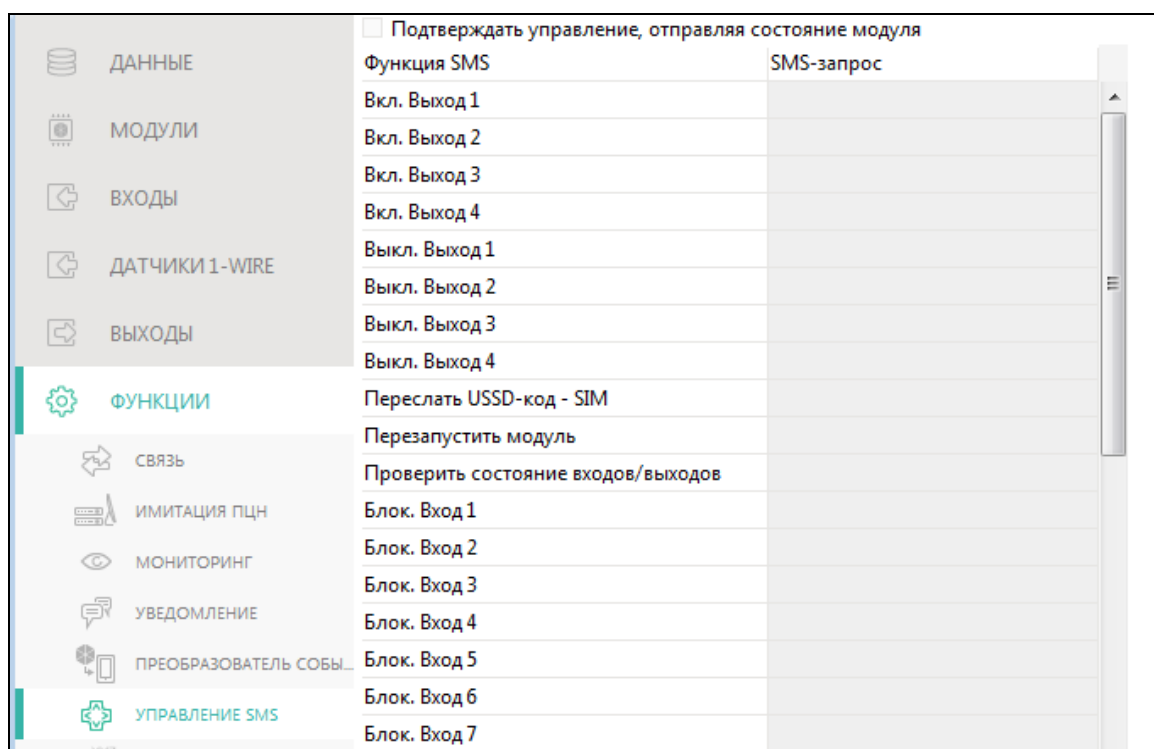 Подтверждать управление, отправляя состояние модуля
ДАННЫЕ
МОДУЛИ
ВХОДЫ
ДАТЧИКИ 1-WIRE
ВЫХОДЫ
ФУНКЦИИ
СВЯЗЬ
ИМИТАЦИЯ ПЦН
МОНИТОРИНГ
УВЕДОМЛЕНИЕ
ПРЕОБРАЗОВАТЕЛЬ СОБЫ...
УПРАВЛЕНИЕ SMS
Функция SMS SMS-запрос
Вкл. Выход 1
Вкл. Выход 2
Вкл. Выход 3
Вкл. Выход 4
Выкл. Выход 1
Выкл. Выход 2
Выкл. Выход 3
Выкл. Выход 4
Переслать USSD-код - SIM
Перезапустить модуль
Проверить состояние входов/выходов
Блок. Вход 1
Блок. Вход 2
Блок. Вход 3
Блок. Вход 4
Блок. Вход 5
Блок. Вход 6
Блок. Вход 7